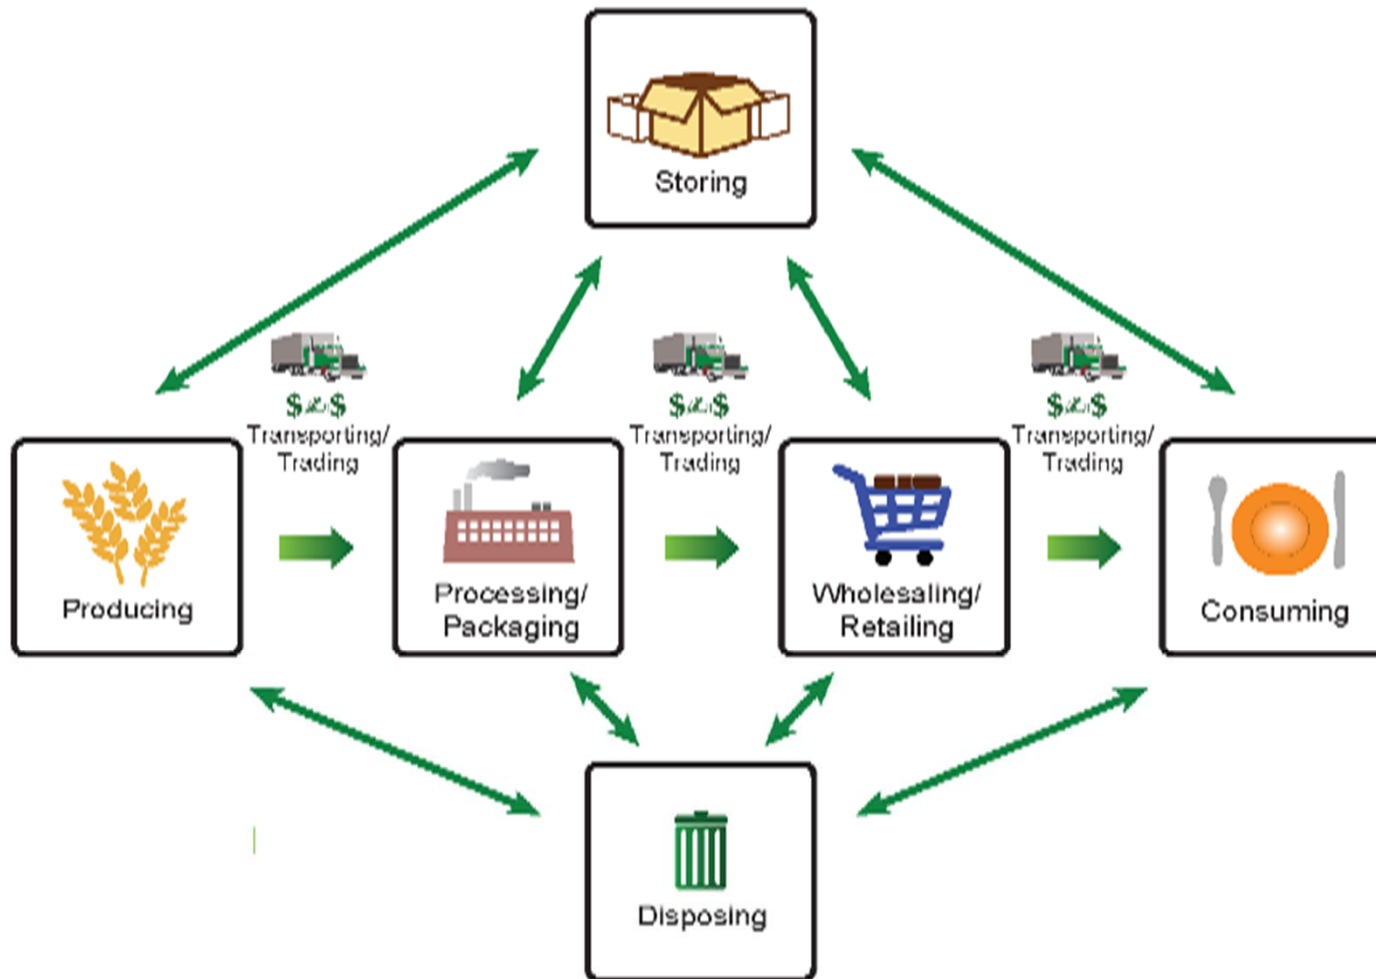 Storing
$ $
Transporting/
Trading
$ $
Transporting/
Trading
$ $
Transporting/
Trading
Producing
Processing/
Packaging
Wholesaling/
Retailing
Consuming
Disposing